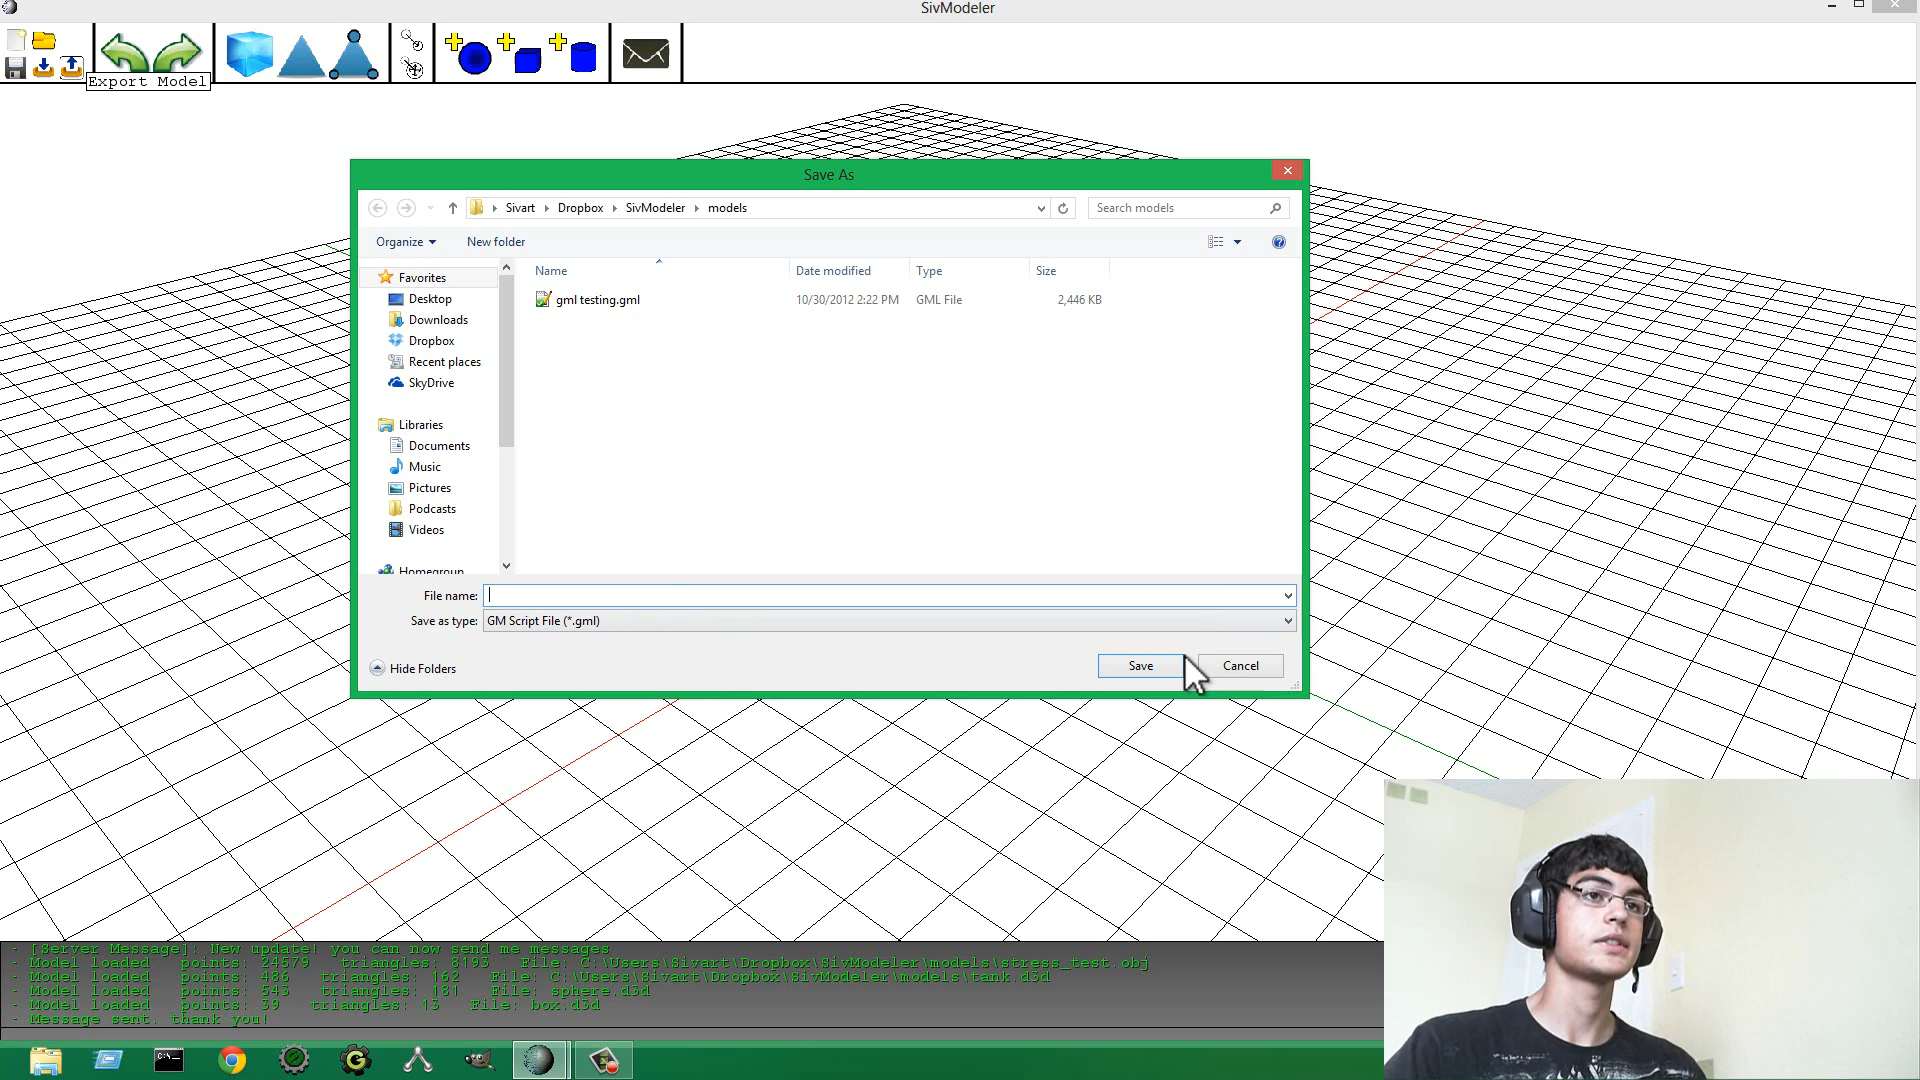 SivModeler
Export Model
Save As
Sivart Dropbox SivModeler models
Search models
Organize
New folder
Favorites
Desktop
Downloads
Dropbox
Recent places
SkyDrive
Libraries
Documents
Music
Pictures
Podcasts
Videos
Homegroup
Name Date modified Type Size
gml testing.gml 10/30/2012 2:22 PM GML File 2,446 KB
File name:
Save as type: GM Script File (*.gml)
Hide Folders
Save
Cancel
- [Server Message]: New update! you can now send me messages
- Model loaded points: 24579 triangles: 8193 File: C:\Users\Sivart\Dropbox\SivModeler\models\stress_test.obj
- Model loaded points: 486 triangles: 162 File: C:\Users\Sivart\Dropbox\SivModeler\models\tank.d3d
- Model loaded points: 543 triangles: 181 File: sphere.d3d
- Model loaded points: 39 triangles: 13 File: box.d3d
- Message sent. thank you!